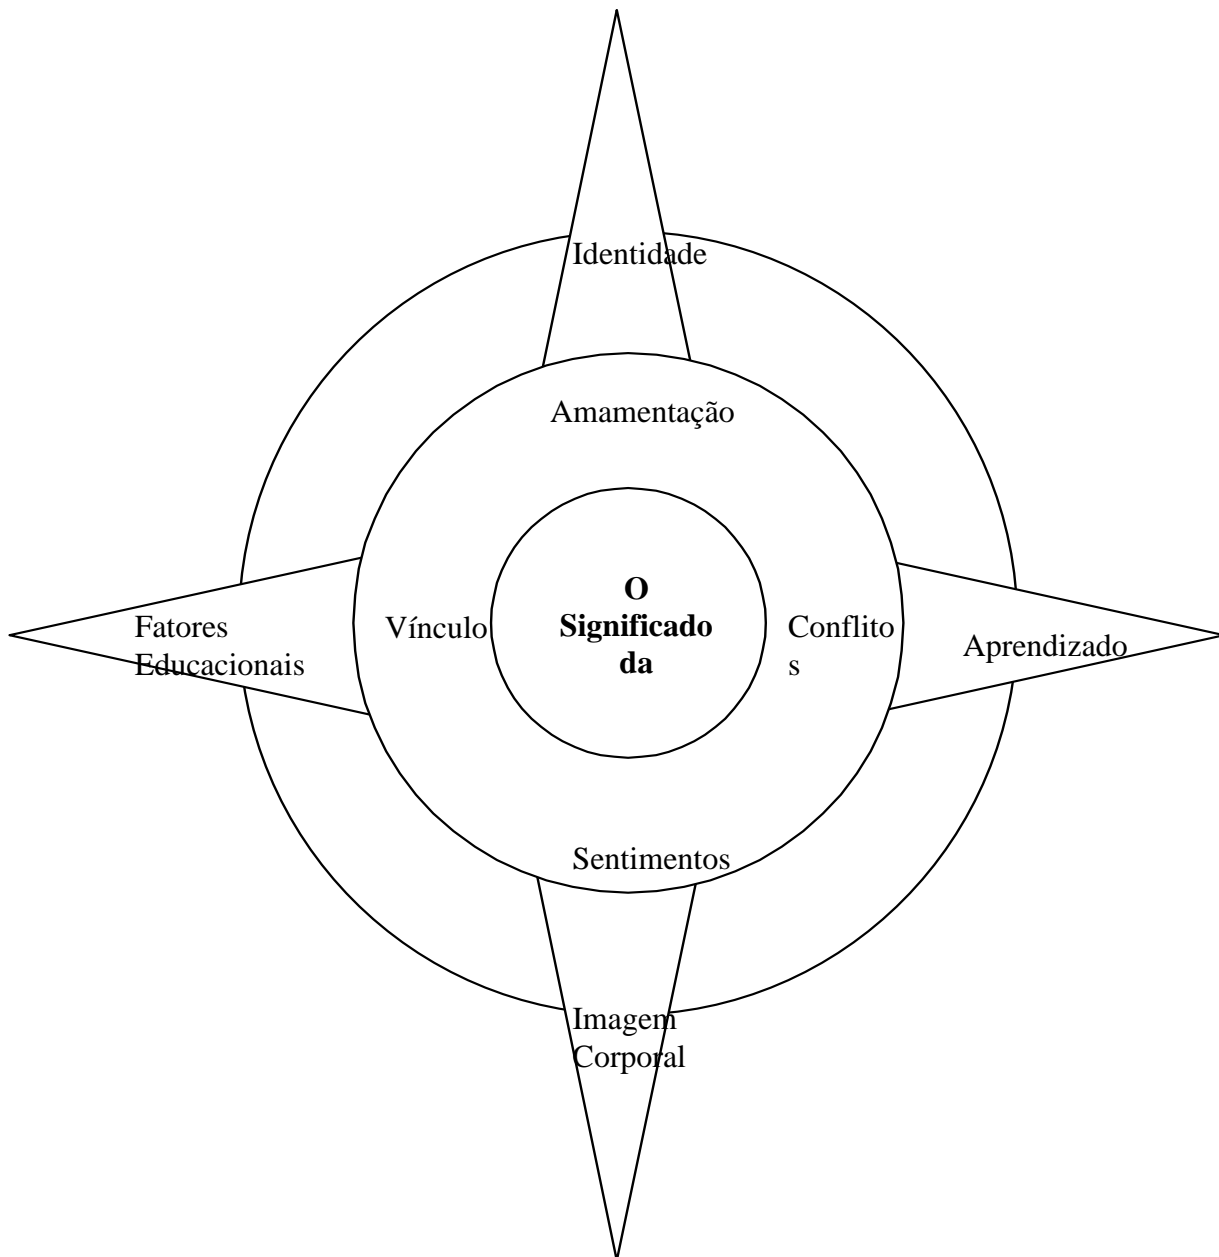 Identidade
Amamentação
O
Significado
da
Fatores
Educacionais
Vínculo
Conflito
s
Aprendizado
Sentimentos
Imagem
Corporal